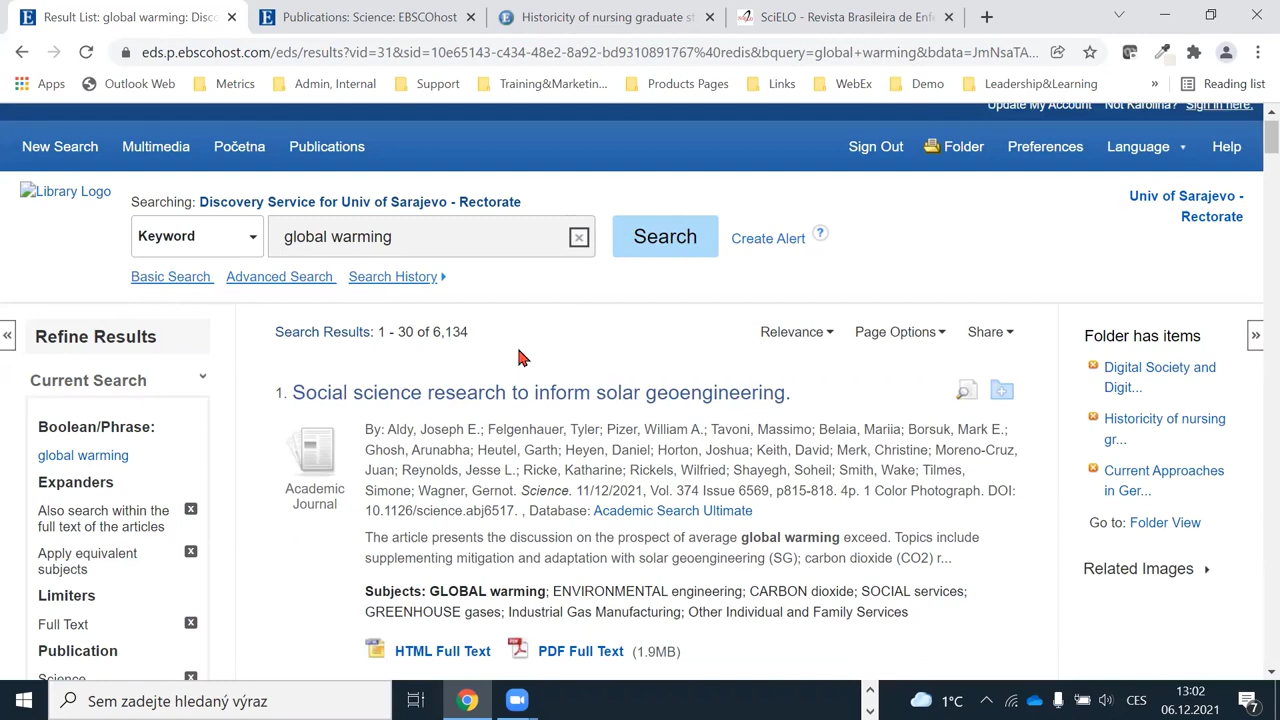 Result List: global warming: Disc
Publications: Science: EBSCOhost
Historicity of nursing graduate st
SciELO - Revista Brasileira de Enf
eds.p.ebscohost.com/eds/results?vid=31&sid=10e65143-c434-48e2-8a92-bd9310891767%40redis&bquery=global+warming&bdata=JmNsaTA...
Apps Outlook Web Metrics Admin, Internal Support Training&Marketin... Products Pages Links WebEx Demo Leadership&Learning » Reading list
Update My Account Not Karolina? Sign in here.
New Search Multimedia Početna Publications Sign Out Folder Preferences Language Help
Library Logo
Searching: Discovery Service for Univ of Sarajevo - Rectorate
Univ of Sarajevo -
Rectorate
Keyword global warming Search Create Alert ?
Basic Search Advanced Search Search History
«
Refine Results
Current Search
Boolean/Phrase:
global warming
Expanders
Also search within the
full text of the articles
Apply equivalent
subjects
Limiters
Full Text
Publication
Science
Search Results: 1 - 30 of 6,134
Relevance Page Options Share
1. Social science research to inform solar geoengineering.
Academic
Journal
By: Aldy, Joseph E.; Felgenhauer, Tyler; Pizer, William A.; Tavoni, Massimo; Belaia, Mariia; Borsuk, Mark E.;
Ghosh, Arunabha; Heutel, Garth; Heyen, Daniel; Horton, Joshua; Keith, David; Merk, Christine; Moreno-Cruz,
Juan; Reynolds, Jesse L.; Ricke, Katharine; Rickels, Wilfried; Shayegh, Soheil; Smith, Wake; Tilmes,
Simone; Wagner, Gernot. Science. 11/12/2021, Vol. 374 Issue 6569, p815-818. 4p. 1 Color Photograph. DOI:
10.1126/science.abj6517. , Database: Academic Search Ultimate
The article presents the discussion on the prospect of average global warming exceed. Topics include
supplementing mitigation and adaptation with solar geoengineering (SG); carbon dioxide (CO2) r...
Subjects: GLOBAL warming; ENVIRONMENTAL engineering; CARBON dioxide; SOCIAL services;
GREENHOUSE gases; Industrial Gas Manufacturing; Other Individual and Family Services
HTML Full Text PDF Full Text (1.9MB)
»
Folder has items
Digital Society and
Digit...
Historicity of nursing
gr...
Current Approaches
in Ger...
Go to: Folder View
Related Images
Sem zadejte hledaný výraz
1°C
CES
13:02
06.12.2021
7